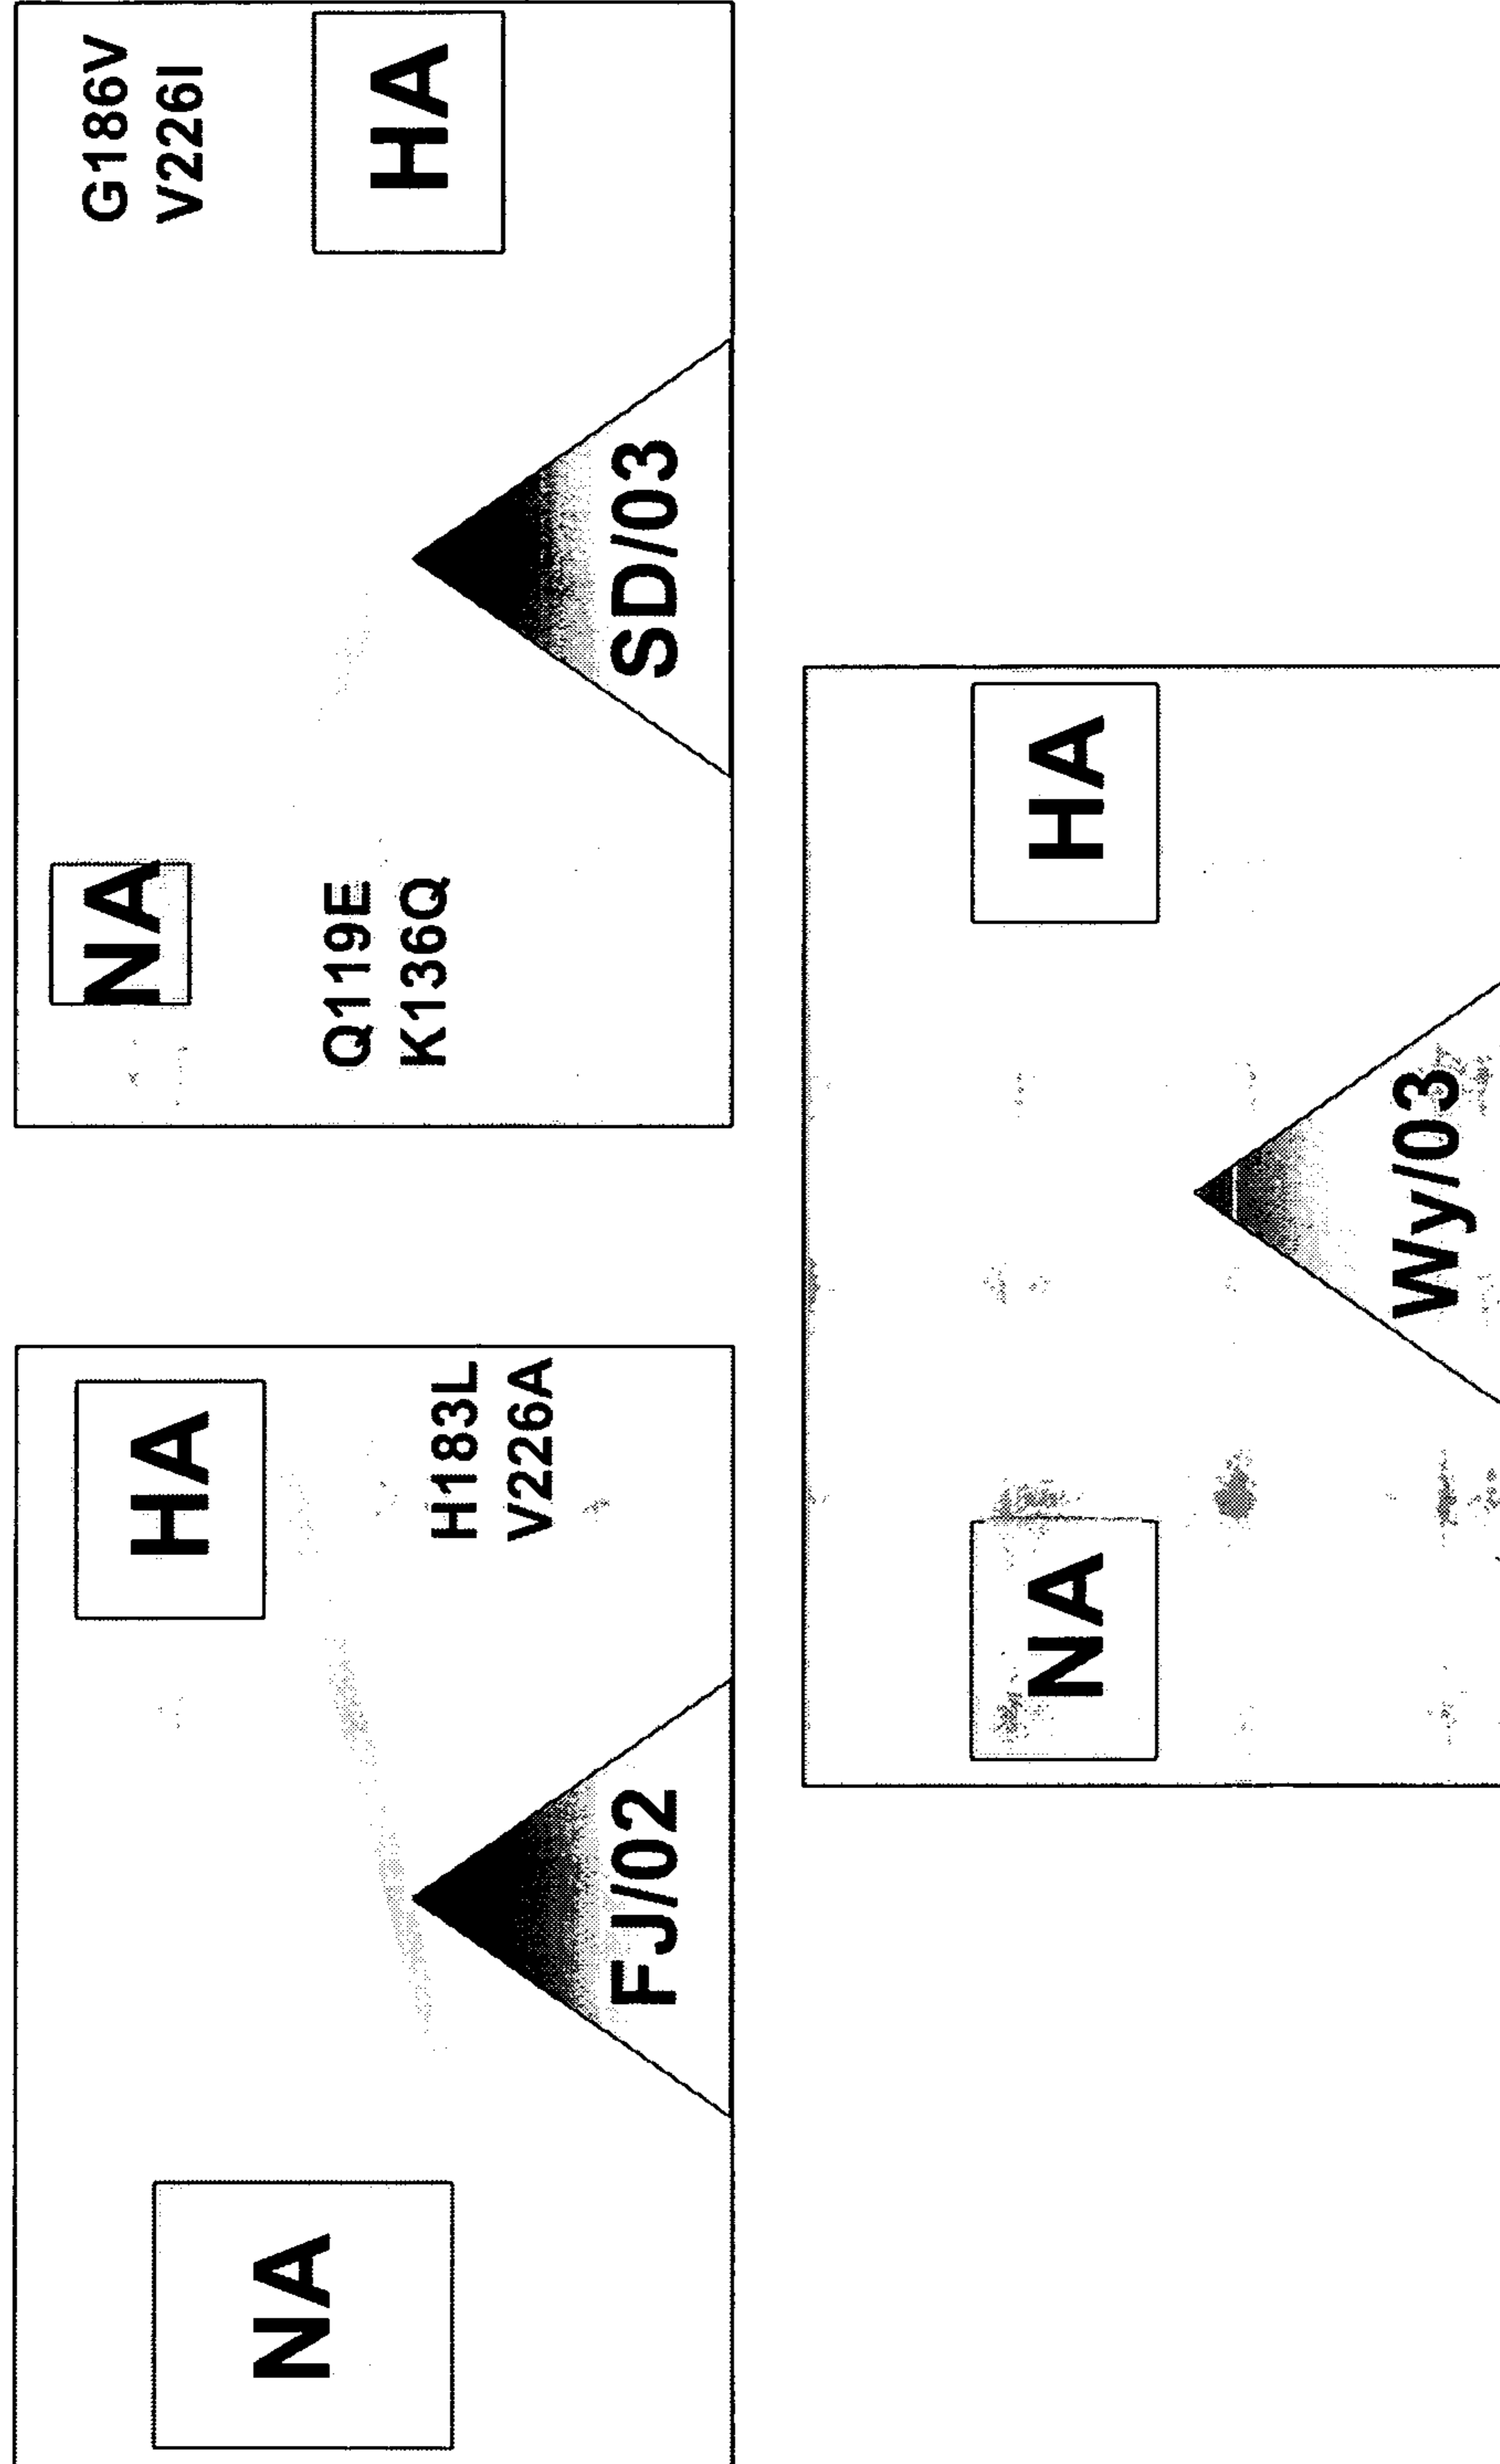 HA
NA
H183L
V226A
FJ/02
NA
G186V
V226I
Q119E
K136Q
HA
SD/03
NA
HA
Wy/03